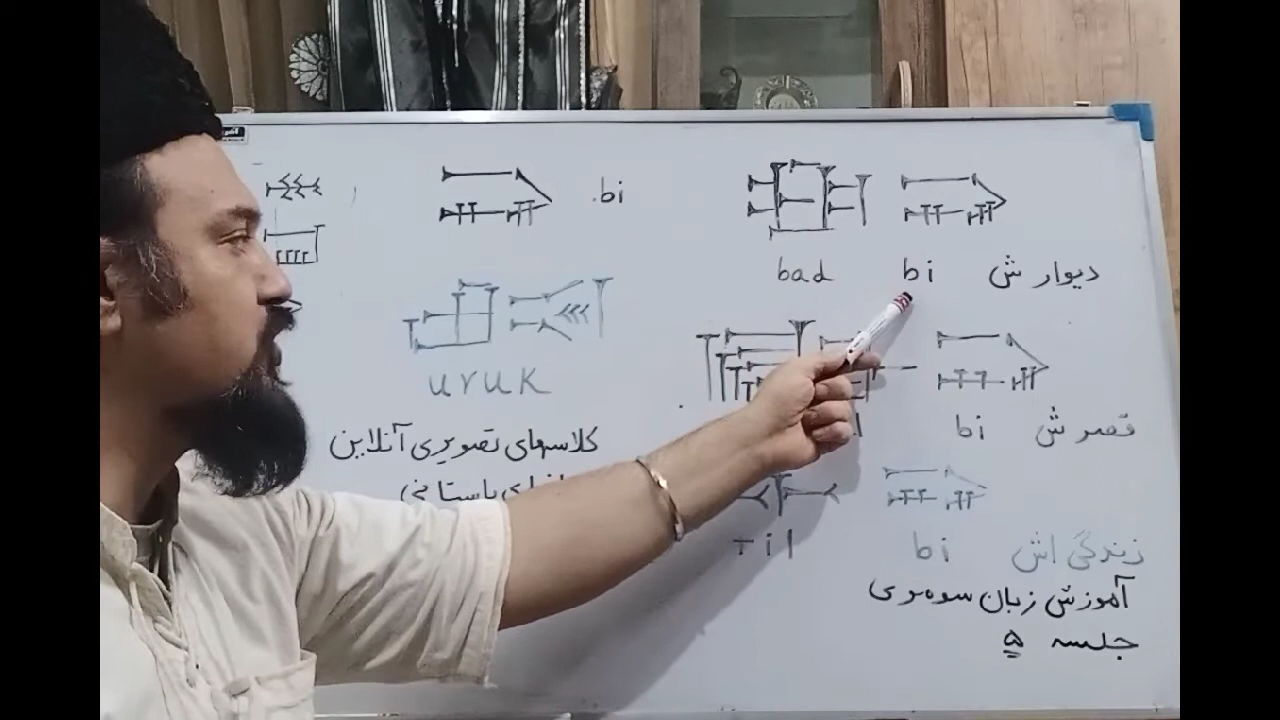 bi
bad bi دیوارش
uruk
bi قصرش
کلاسهای تصویری آنلاین
باستانی
til bi زندگی اش
آموزش زبان سومری
جلسه ۵